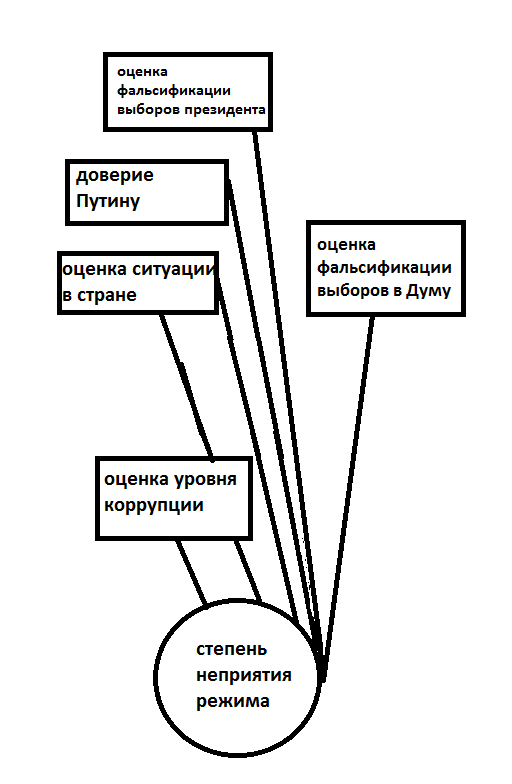 оценка
фальсификации
выборов президента
доверие
Путину
оценка ситуации
в стране
оценка
фальсификации
выборов в Думу
оценка уровня
коррупции
степень
неприятия
режима